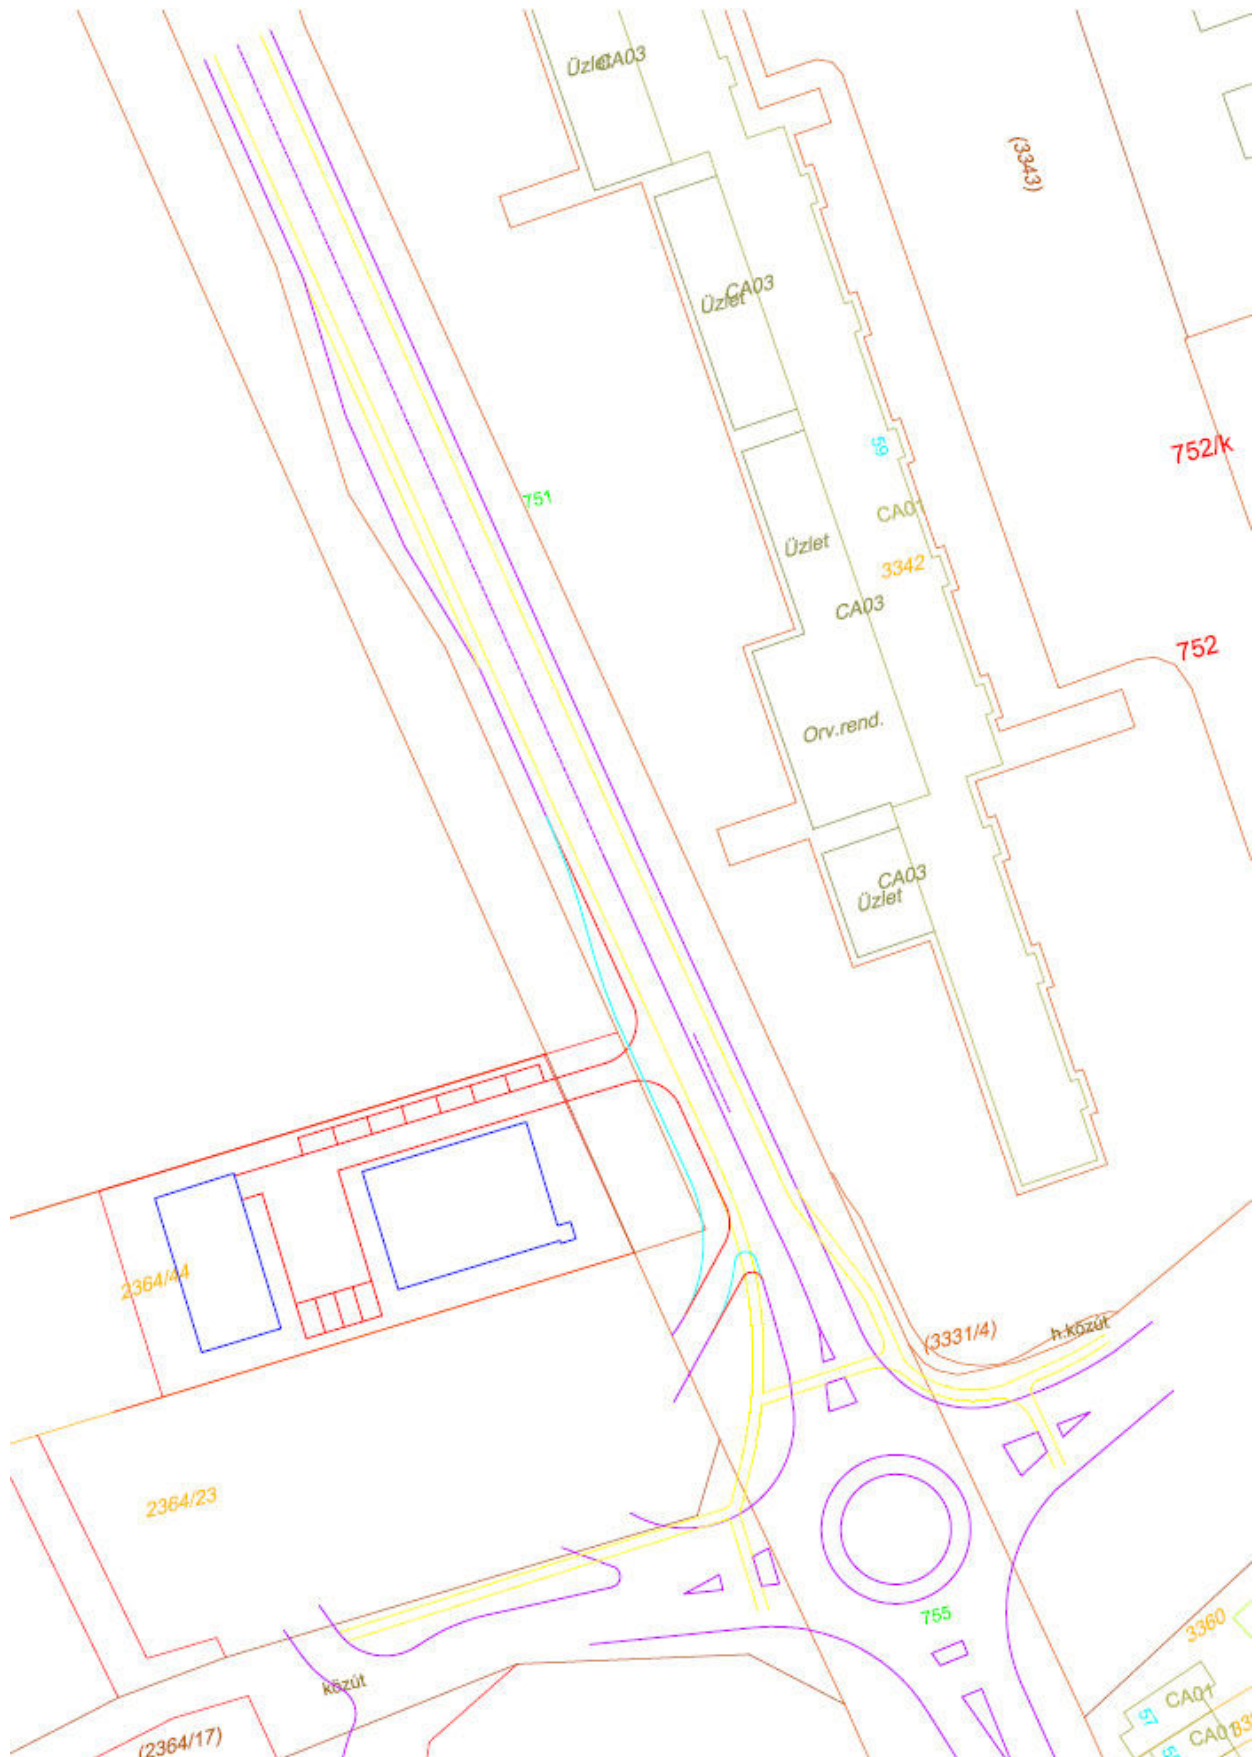 Üzlet
CA03
(3343)
CA03
Üzlet
59
752/k
751
CA01
Üzlet
3342
CA03
752
Orv.rend.
CA03
Üzlet
2364/44
(3331/4)
h.közút
2364/23
755
3360
közút
CA01
57
(2364/17)
CA01